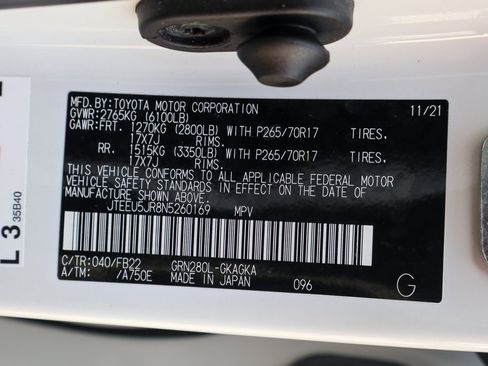 MFD.BY:TOYOTA MOTOR CORPORATION 11/21
GVWR:2765KG (6100LB)
GAWR:FRT. 1270KG (2800LB) WITH P265/70R17 TIRES.
17X7J RIMS.
RR. 1515KG (3350LB) WITH P265/70R17 TIRES.
17X7J RIMS.
THIS VEHICLE CONFORMS TO ALL APPLICABLE FEDERAL MOTOR
VEHICLE SAFETY STANDARDS IN EFFECT ON THE DATE OF
MANUFACTURE SHOWN ABOVE.
JTEEU5JR8N5260169 MPV
C/TR:040/FB22 GRN280L-GKAGKA
A/TM: /A750E MADE IN JAPAN 096 G
L 3 35B40